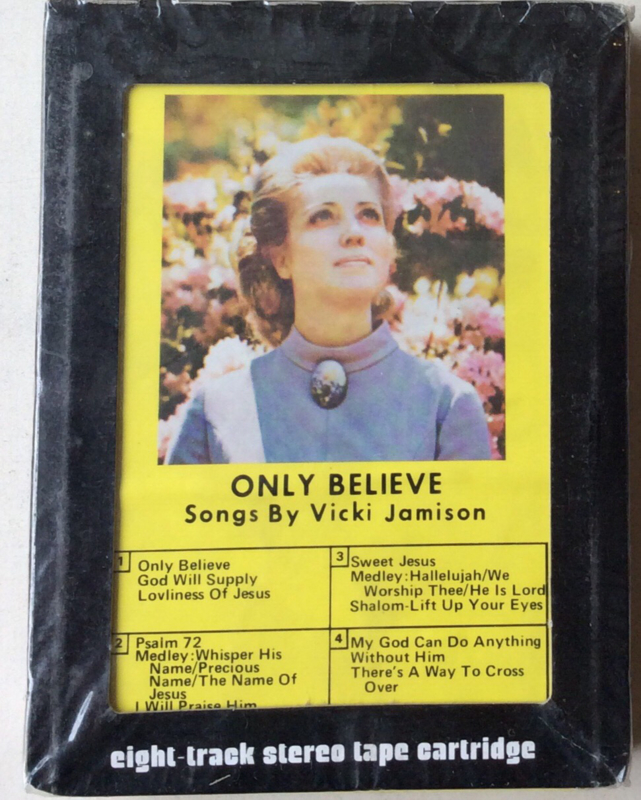 ONLY BELIEVE
Songs By Vicki Jamison
1
Only Believe
God Will Supply
Lovliness Of Jesus
2
Psalm 72
Medley:Whisper His
Name/Precious
Name/The Name Of
Jesus
I Will Praise Him
3
Sweet Jesus
Medley:Hallelujah/We
Worship Thee/He Is Lord
Shalom-Lift Up Your Eyes
4
My God Can Do Anything
Without Him
There's A Way To Cross
Over
eight-track stereo tape cartridge